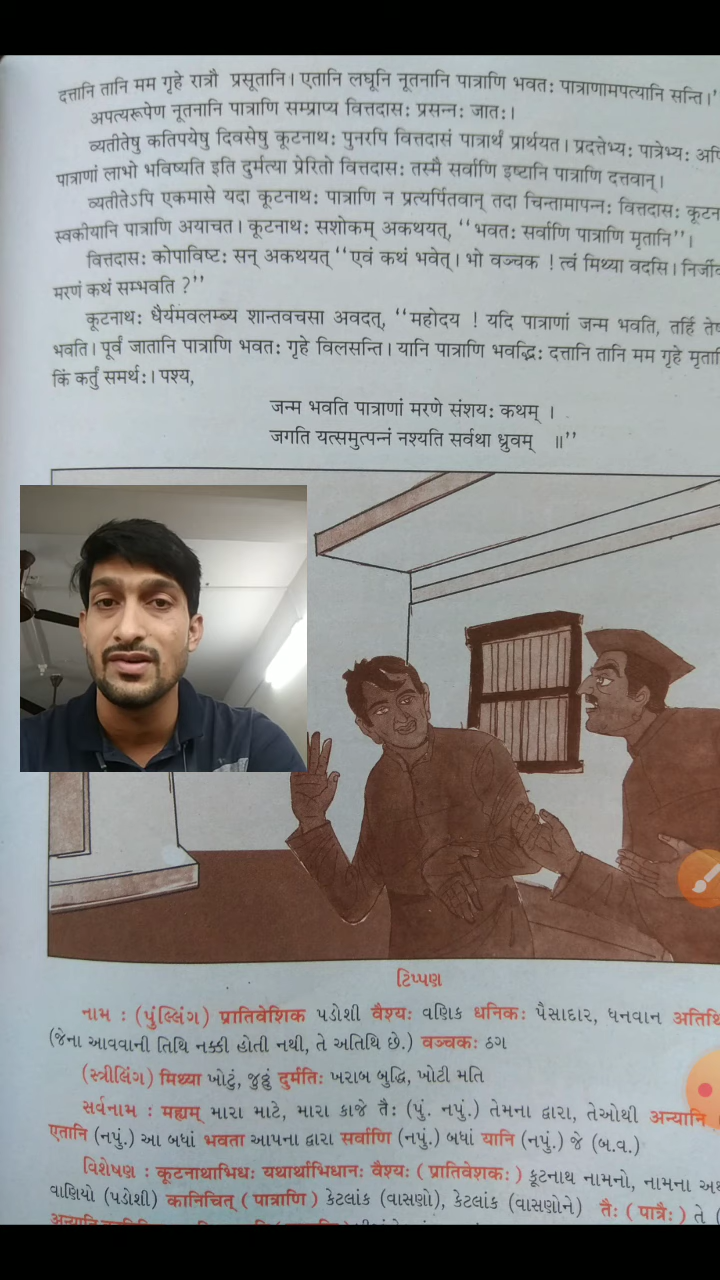 दत्तानि तानि मम गृहे रात्रौ प्रसूतानि। एतानि लघूनि नूतनानि पात्राणि भवतः पात्राणामपत्यानि सन्ति।'
अपत्यरूपेण नूतनानि पात्राणि सम्प्राप्य वित्तदासः प्रसन्नः जातः।
व्यतीतेषु कतिपयेषु दिवसेषु कूटनाथः पुनरपि वित्तदासं पात्रार्थं प्रार्थयत। प्रदत्तेभ्यः पात्रेभ्यः
पात्राणां लाभो भविष्यति इति दुर्मत्या प्रेरितो वित्तदासः तस्मै सर्वाणि इष्टानि पात्राणि दत्तवान्।
व्यतीतेऽपि एकमासे यदा कूटनाथः पात्राणि न प्रत्यर्पितवान् तदा चिन्तामापन्नः वित्तदासः
स्वकीयानि पात्राणि अयाचत। कूटनाथः सशोकम् अकथयत्, ‘‘भवतः सर्वाणि पात्राणि मृतानि’’।
वित्तदासः कोपाविष्टः सन् अकथयत् ‘‘एवं कथं भवेत्। भो वञ्चक ! त्वं मिथ्या वदसि।
मरणं कथं सम्भवति ?’’
कूटनाथः धैर्यमवलम्ब्य शान्तवचसा अवदत्, ‘‘महोदय ! यदि पात्राणां जन्म भवति, तर्हि
भवति। पूर्वं जातानि पात्राणि भवतः गृहे विलसन्ति। यानि पात्राणि भवद्भिः दत्तानि तानि मम गृहे
किं कर्तुं समर्थः। पश्य,
जन्म भवति पात्राणां मरणे संशयः कथम् ।
जगति यत्समुत्पन्नं नश्यति सर्वथा ध्रुवम् ॥’’
ટિપ્પણ
નામ : (પુંલ્લિંગ) प्रातिवेशिक પડોશી वैश्यः વણિક धनिकः પૈસાદાર, ધનવાન
(જેના આવવાની તિથિ નક્કી હોતી નથી, તે અતિથિ છે.) वञ्चकः ઠગ
(સ્ત્રીલિંગ) मिथ्या ખોટું, જુઠ્ઠું दुर्मतिः ખરાબ બુદ્ધિ, ખોટી મતિ
સર્વનામ : मह्यम् મારા માટે, મારા કાજે तैः (પું. નપું.) તેમના દ્વારા, તેઓથી अन्यानि
एतानि (નપું.) આ બધાં भवता આપના દ્વારા सर्वाणि (નપું.) બધાં यानि (નપું.) જે (બ.વ.)
વિશેષણ : कूटनाथाभिधः यथार्थाभिधानः वैश्यः ( प्रातिवेशकः ) કૂટનાથ નામનો, નામના
વાણિયો (પડોશી) कानिचित् ( पात्राणि ) કેટલાંક (વાસણો), કેટલાંક (વાસણોને) तैः ( पात्रैः ) તે